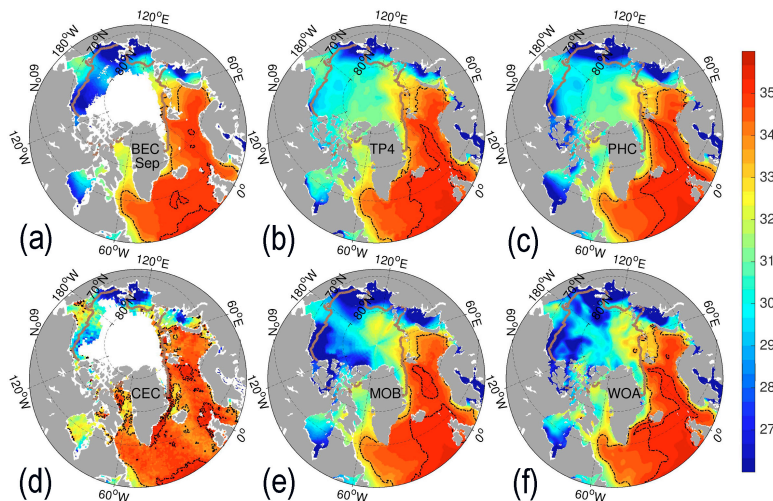 120°E
180°W
70°N
60°E
80°N
60°N
120°W
BEC
Sep
0°
60°W
(a)
120°E
180°W
70°N
60°E
80°N
60°N
120°W
TP4
0°
60°W
(b)
120°E
180°W
70°N
60°E
80°N
60°N
120°W
PHC
0°
60°W
(c)
35
34
33
32
31
30
29
28
27
120°E
180°W
70°N
60°E
80°N
60°N
120°W
CEC
0°
60°W
(d)
120°E
180°W
70°N
60°E
80°N
60°N
120°W
MOB
0°
60°W
(e)
120°E
180°W
70°N
60°E
80°N
60°N
120°W
WOA
0°
60°W
(f)